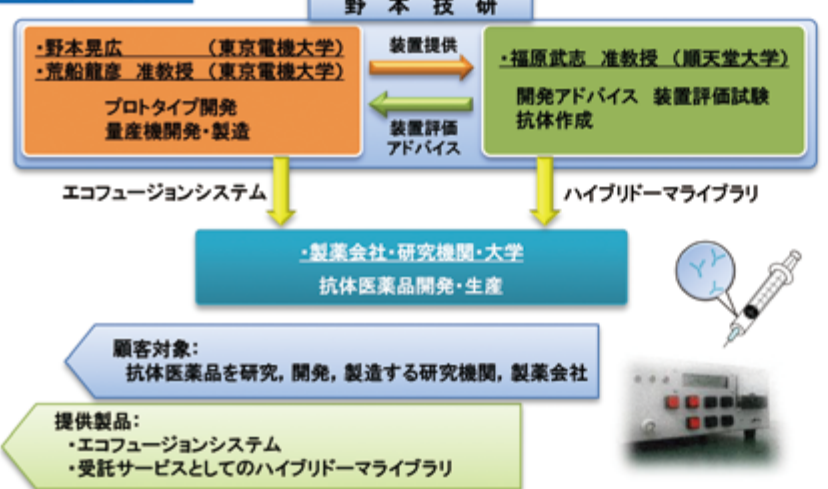 野本技研
・野本晃広 （東京電機大学）
・荒船龍彦 准教授 （東京電機大学）
プロトタイプ開発
量産機開発・製造
装置提供
装置評価
アドバイス
・福原武志 准教授 （順天堂大学）
開発アドバイス 装置評価試験
抗体作成
エコフュージョンシステム
ハイブリドーマライブラリ
・製薬会社・研究機関・大学
抗体医薬品開発・生産
顧客対象：
抗体医薬品を研究，開発，製造する研究機関，製薬会社
提供製品：
・エコフュージョンシステム
・受託サービスとしてのハイブリドーマライブラリ